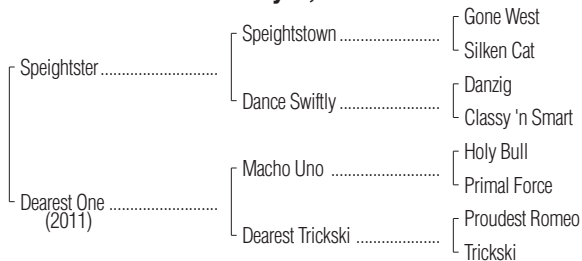 Gone West
Speightstown ..........................
Silken Cat
Speightster ..............................
Danzig
Dance Swiftly ..........................
Classy 'n Smart
Holy Bull
Macho Uno ............................
Primal Force
Dearest One ............................
(2011)
Proudest Romeo
Dearest Trickski .....................
Trickski